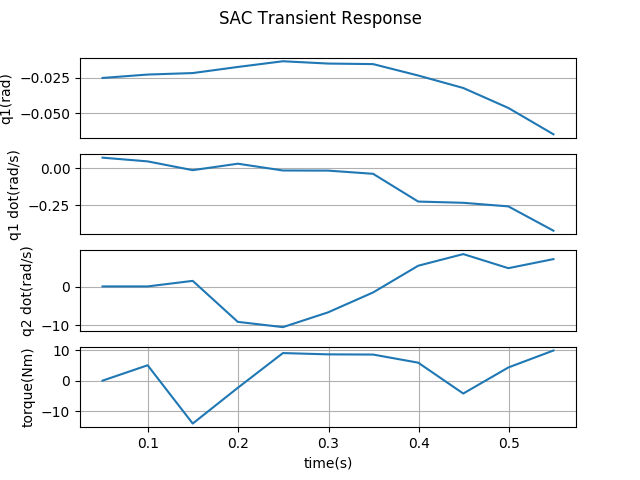 SAC Transient Response
q1(rad)
−0.025
−0.050
q1 dot(rad/s)
0.00
−0.25
q2 dot(rad/s)
0
−10
torque(Nm)
10
0
−10
0.1 0.2 0.3 0.4 0.5
time(s)